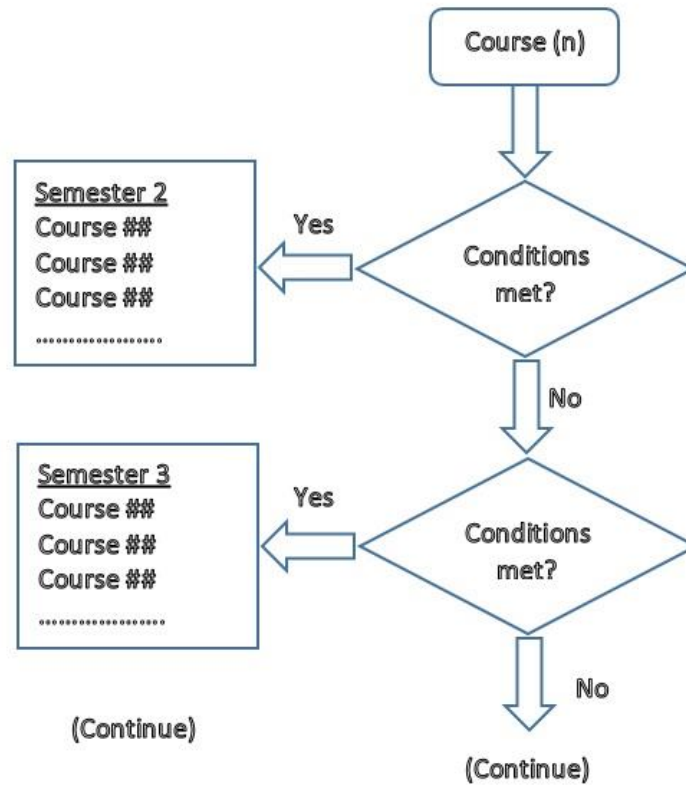 Course (n)
Conditions
met?
Yes
Semester 2
Course ##
Course ##
Course ##
...................
No
Conditions
met?
Yes
Semester 3
Course ##
Course ##
Course ##
...................
No
(Continue)
(Continue)